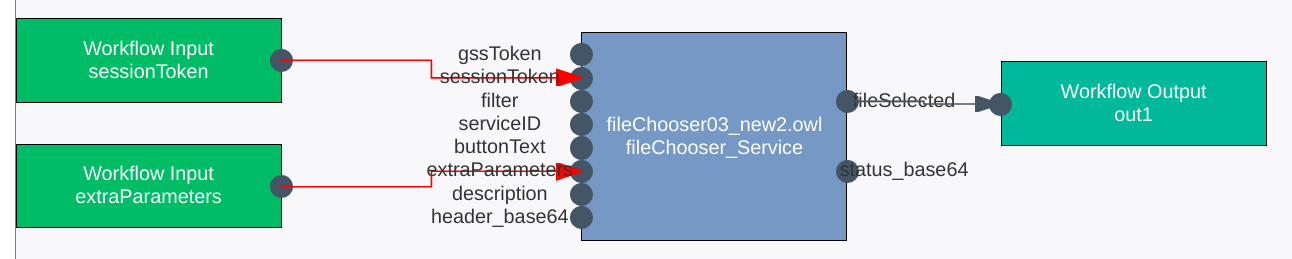 Workflow Input
sessionToken
Workflow Input
extraParameters
gssToken
sessionToken
filter
serviceID
buttonText
extraParameters
description
header_base64
fileChooser03_new2.owl
fileChooser_Service
fileSelected
status_base64
Workflow Output
out1